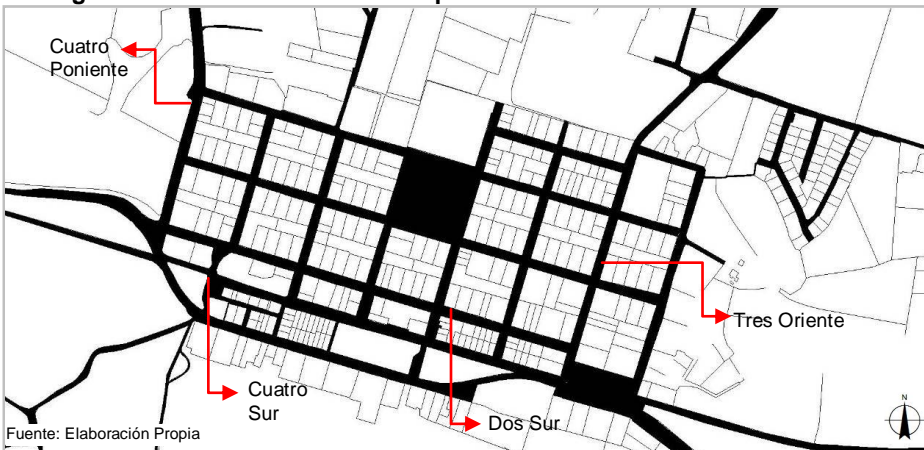 Cuatro
Poniente
Tres Oriente
Cuatro
Sur
Dos Sur
Fuente: Elaboración Propia
N